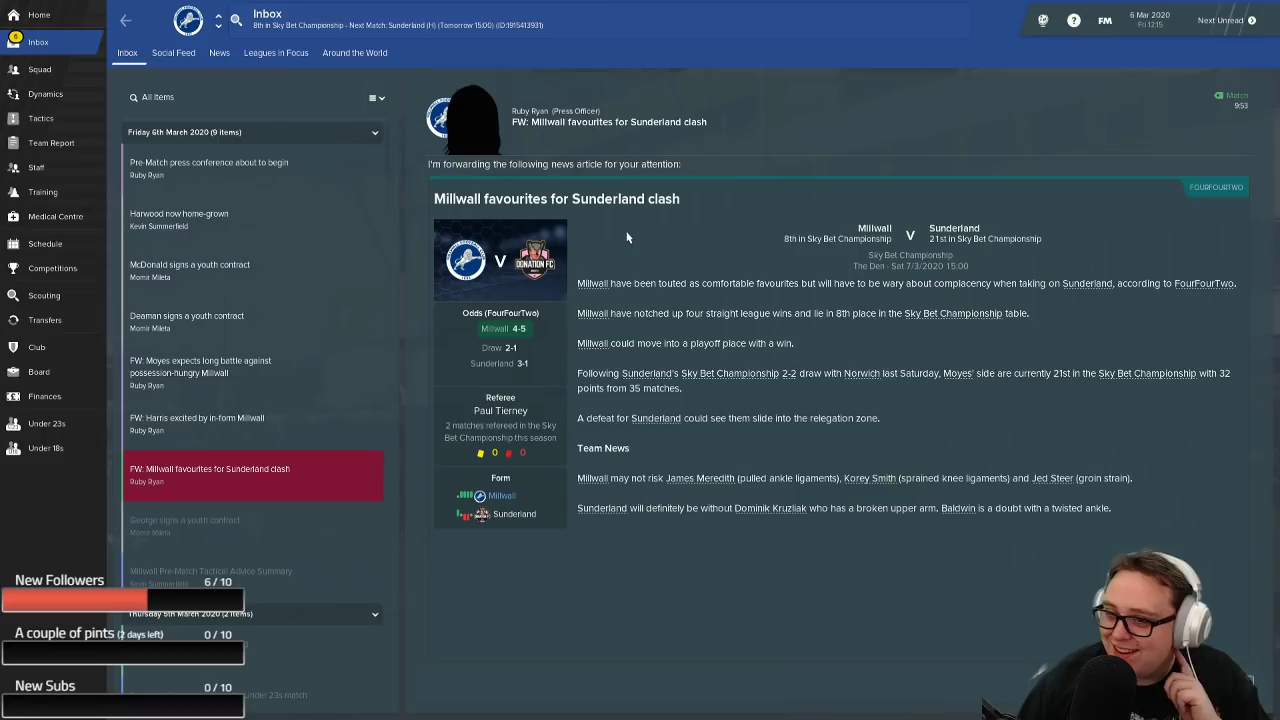 Home
Inbox
6
Squad
Dynamics
Tactics
Team Report
Staff
Training
Medical Centre
Schedule
Competitions
Scouting
Transfers
Club
Board
Finances
Under 23s
Under 18s
Inbox
8th in Sky Bet Championship - Next Match: Sunderland (H) (Tomorrow 15:00) (ID:1915413931)
FM
6 Mar 2020
Fri 12:15
Next Unread
Inbox
Social Feed
News
Leagues in Focus
Around the World
All Items
Friday 6th March 2020 (9 items)
Pre-Match press conference about to begin
Ruby Ryan
Harwood now home-grown
Kevin Summerfield
McDonald signs a youth contract
Momir Mileta
Deaman signs a youth contract
Momir Mileta
FW: Moyes expects long battle against
possession-hungry Millwall
Ruby Ryan
FW: Harris excited by in-form Millwall
Ruby Ryan
FW: Millwall favourites for Sunderland clash
Ruby Ryan
George signs a youth contract
Momir Mileta
Millwall Pre-Match Tactical Advice Summary
Kevin Summerfield
Thursday 5th March 2020 (2 items)
Under 23s match
Ruby Ryan (Press Officer)
FW: Millwall favourites for Sunderland clash
Match
9:53
I'm forwarding the following news article for your attention:
FOURFOURTWO
Millwall favourites for Sunderland clash
V
DONATION FC
Millwall
8th in Sky Bet Championship
V
Sunderland
21st in Sky Bet Championship
Sky Bet Championship
The Den - Sat 7/3/2020 15:00
Odds (FourFourTwo)
Millwall 4-5
Draw 2-1
Sunderland 3-1
Referee
Paul Tierney
2 matches refereed in the Sky
Bet Championship this season
0 0
Form
Millwall
Sunderland
Millwall have been touted as comfortable favourites but will have to be wary about complacency when taking on Sunderland, according to FourFourTwo.
Millwall have notched up four straight league wins and lie in 8th place in the Sky Bet Championship table.
Millwall could move into a playoff place with a win.
Following Sunderland's Sky Bet Championship 2-2 draw with Norwich last Saturday, Moyes' side are currently 21st in the Sky Bet Championship with 32
points from 35 matches.
A defeat for Sunderland could see them slide into the relegation zone.
Team News
Millwall may not risk James Meredith (pulled ankle ligaments), Korey Smith (sprained knee ligaments) and Jed Steer (groin strain).
Sunderland will definitely be without Dominik Kruzliak who has a broken upper arm. Baldwin is a doubt with a twisted ankle.
New Followers
6 / 10
A couple of pints (2 days left)
0 / 10
New Subs
0 / 10